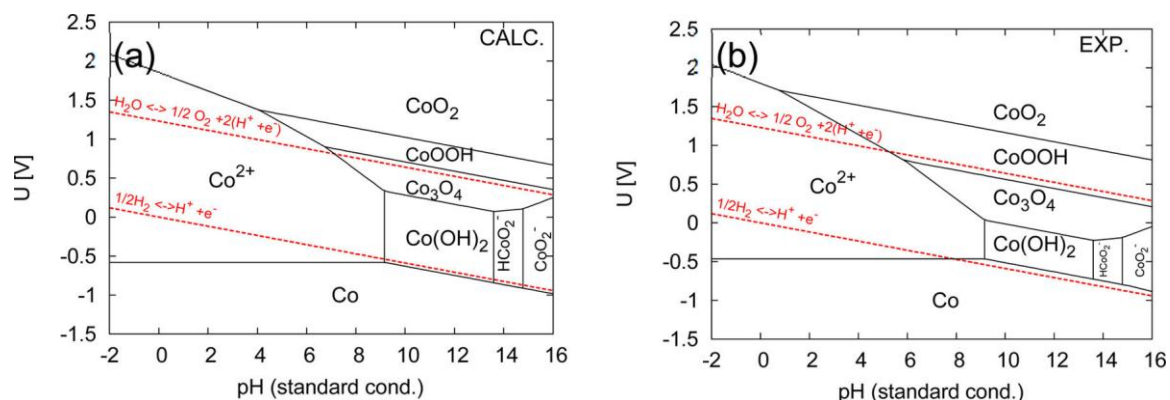 (a)
CALC.
2.5
2
1.5
1
0.5
0
-0.5
-1
-1.5
U [V]
H₂O <-> 1/2 O₂ +2(H⁺ +e⁻)
CoO₂
CoOOH
Co²⁺
Co₃O₄
1/2H₂ <->H⁺ +e⁻
Co(OH)₂
HCoO₂⁻
CoO₂⁻
Co
-2 0 2 4 6 8 10 12 14 16
pH (standard cond.)
(b)
EXP.
2.5
2
1.5
1
0.5
0
-0.5
-1
-1.5
U [V]
H₂O <-> 1/2 O₂ +2(H⁺ +e⁻)
CoO₂
CoOOH
Co²⁺
Co₃O₄
1/2H₂ <->H⁺ +e⁻
Co(OH)₂
HCoO₂⁻
CoO₂⁻
Co
-2 0 2 4 6 8 10 12 14 16
pH (standard cond.)